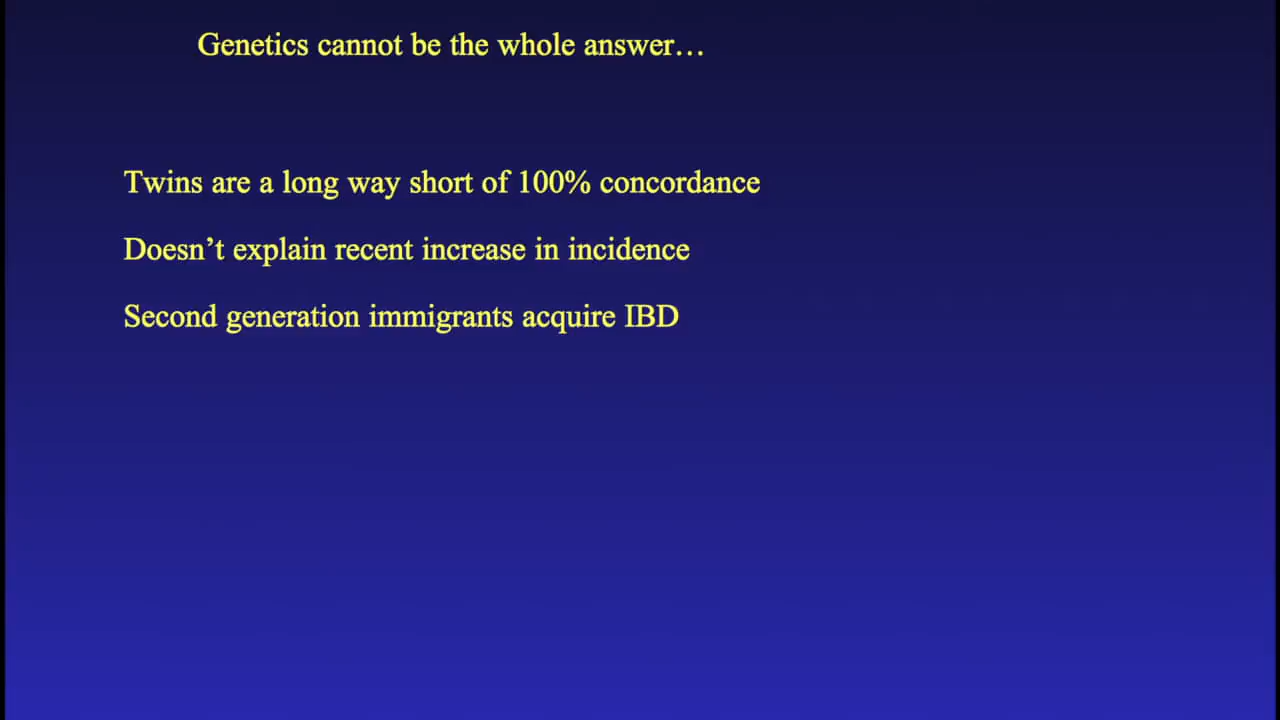 Genetics cannot be the whole answer…
Twins are a long way short of 100% concordance
Doesn’t explain recent increase in incidence
Second generation immigrants acquire IBD